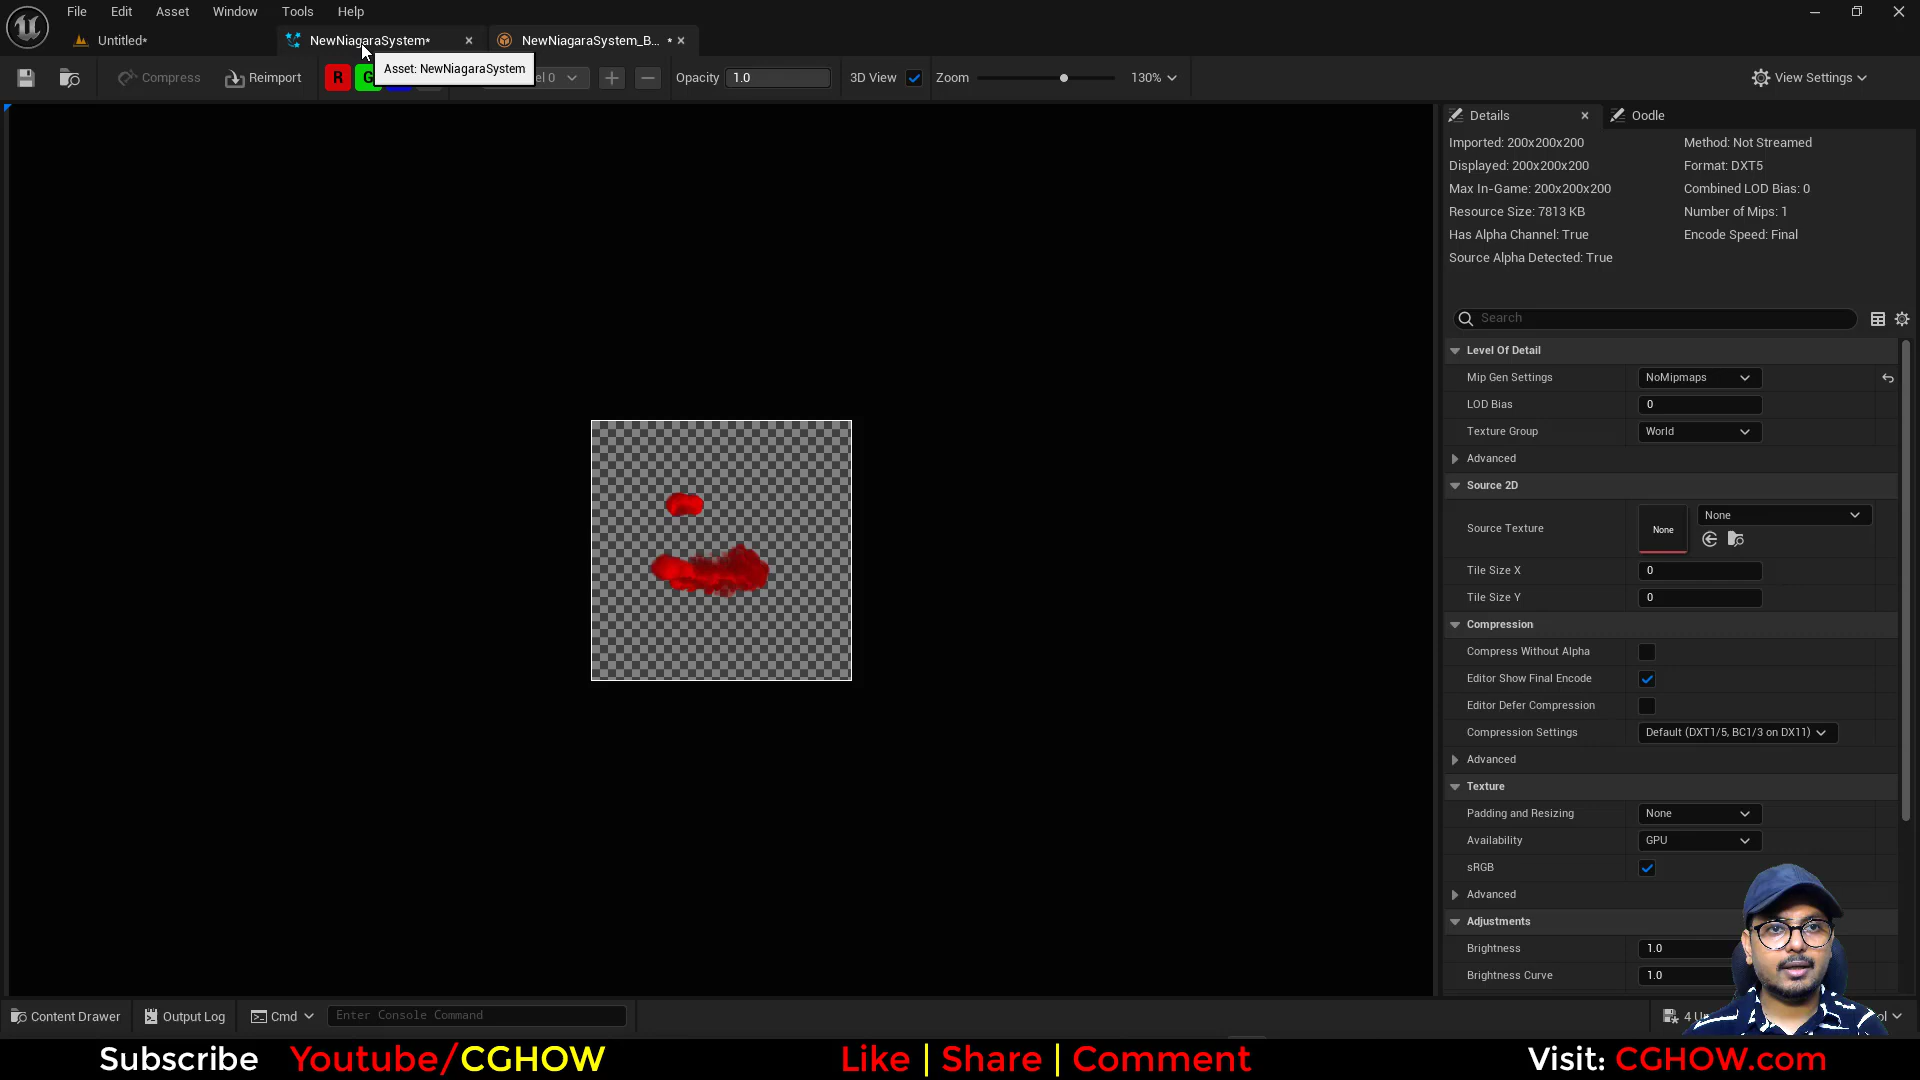 File Edit Asset Window Tools Help
Untitled*
NewNiagaraSystem*
NewNiagaraSystem_B... *
Compress
Reimport
R
G
Asset: NewNiagaraSystem
el 0
Opacity
1.0
3D View
Zoom
130%
View Settings
Details
Oodle
Imported: 200x200x200
Method: Not Streamed
Displayed: 200x200x200
Format: DXT5
Max In-Game: 200x200x200
Combined LOD Bias: 0
Resource Size: 7813 KB
Number of Mips: 1
Has Alpha Channel: True
Encode Speed: Final
Source Alpha Detected: True
Search
Level Of Detail
Mip Gen Settings
NoMipmaps
LOD Bias
0
Texture Group
World
Advanced
Source 2D
Source Texture
None
None
Tile Size X
0
Tile Size Y
0
Compression
Compress Without Alpha
Editor Show Final Encode
Editor Defer Compression
Compression Settings
Default (DXT1/5, BC1/3 on DX11)
Advanced
Texture
Padding and Resizing
None
Availability
GPU
sRGB
Advanced
Adjustments
Brightness
1.0
Brightness Curve
1.0
Content Drawer
Output Log
Cmd
Enter Console Command
4 U
ol
Subscribe Youtube/CGHOW
Like | Share | Comment
Visit: CGHOW.com